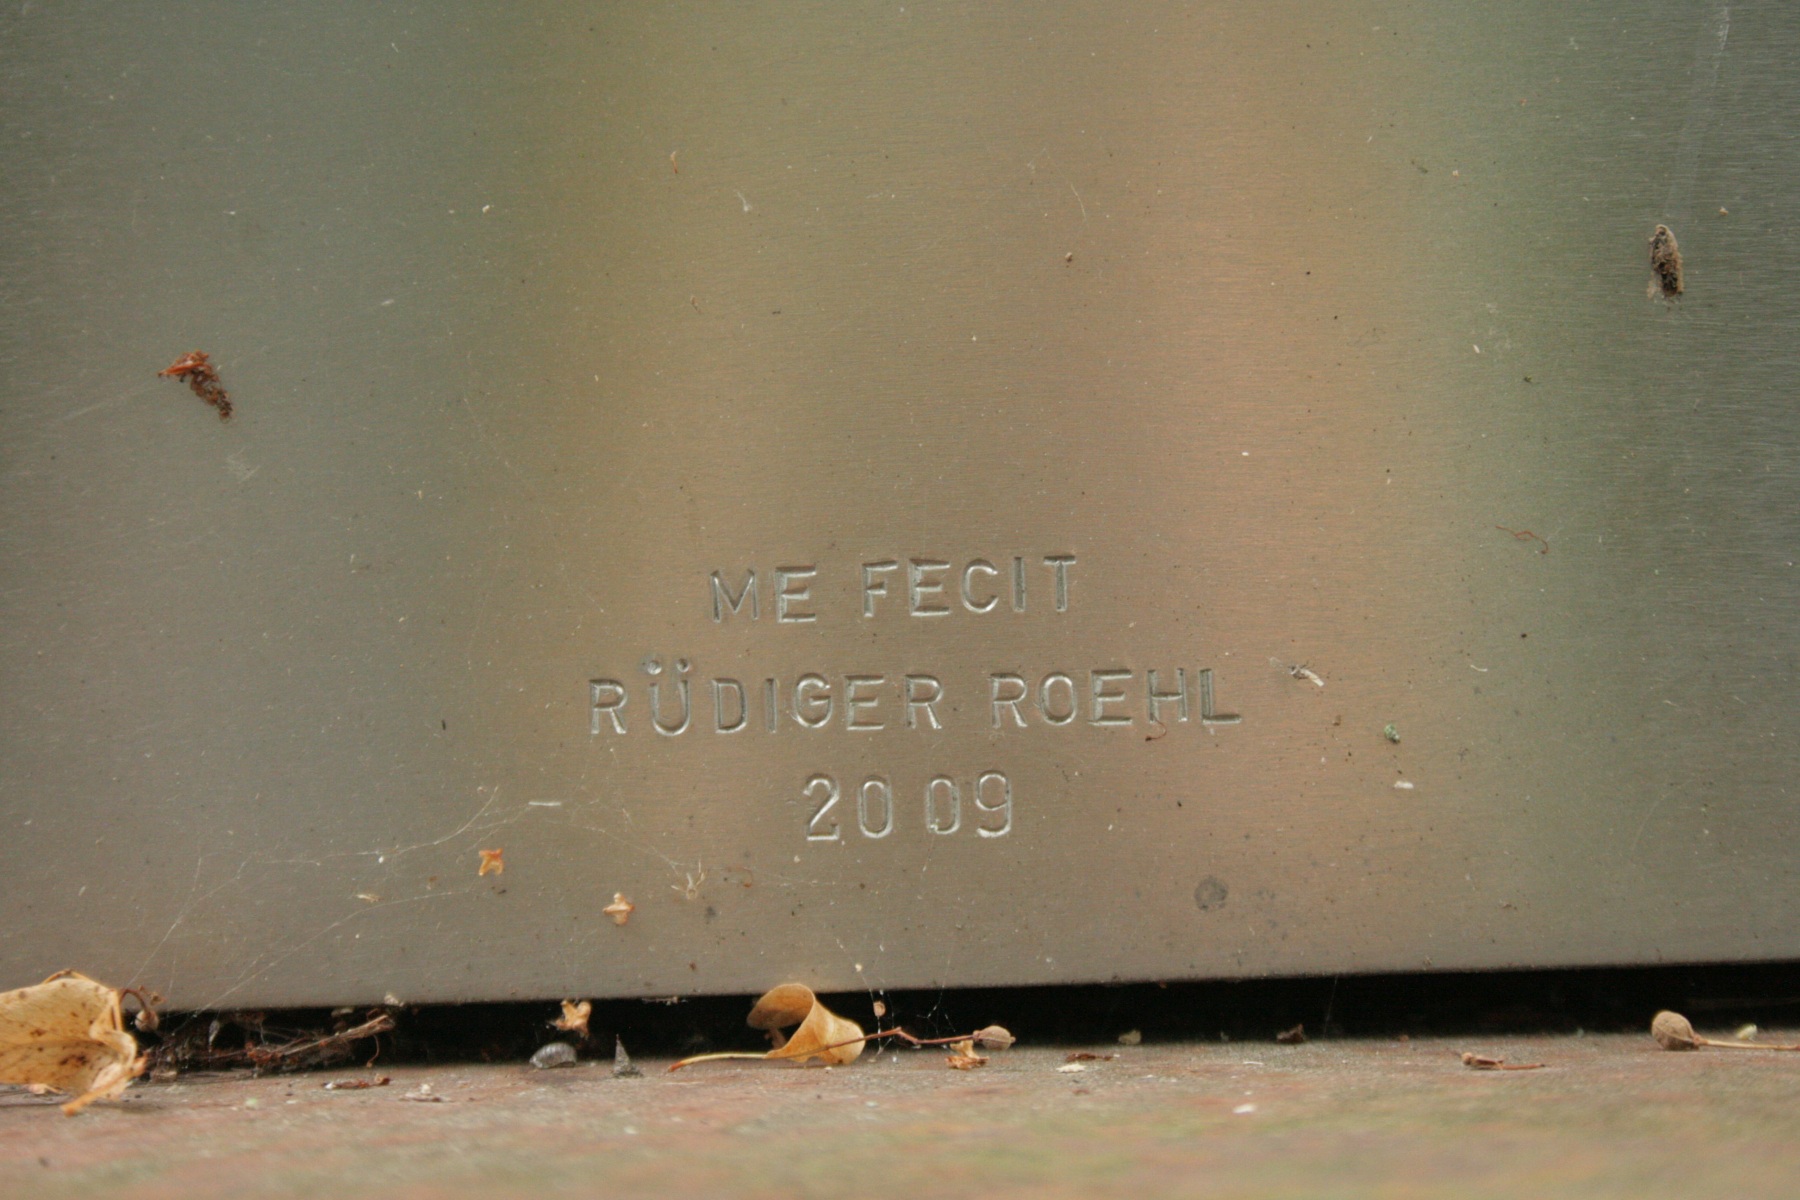 ME FECIT
RÜDIGER ROEHL
2009